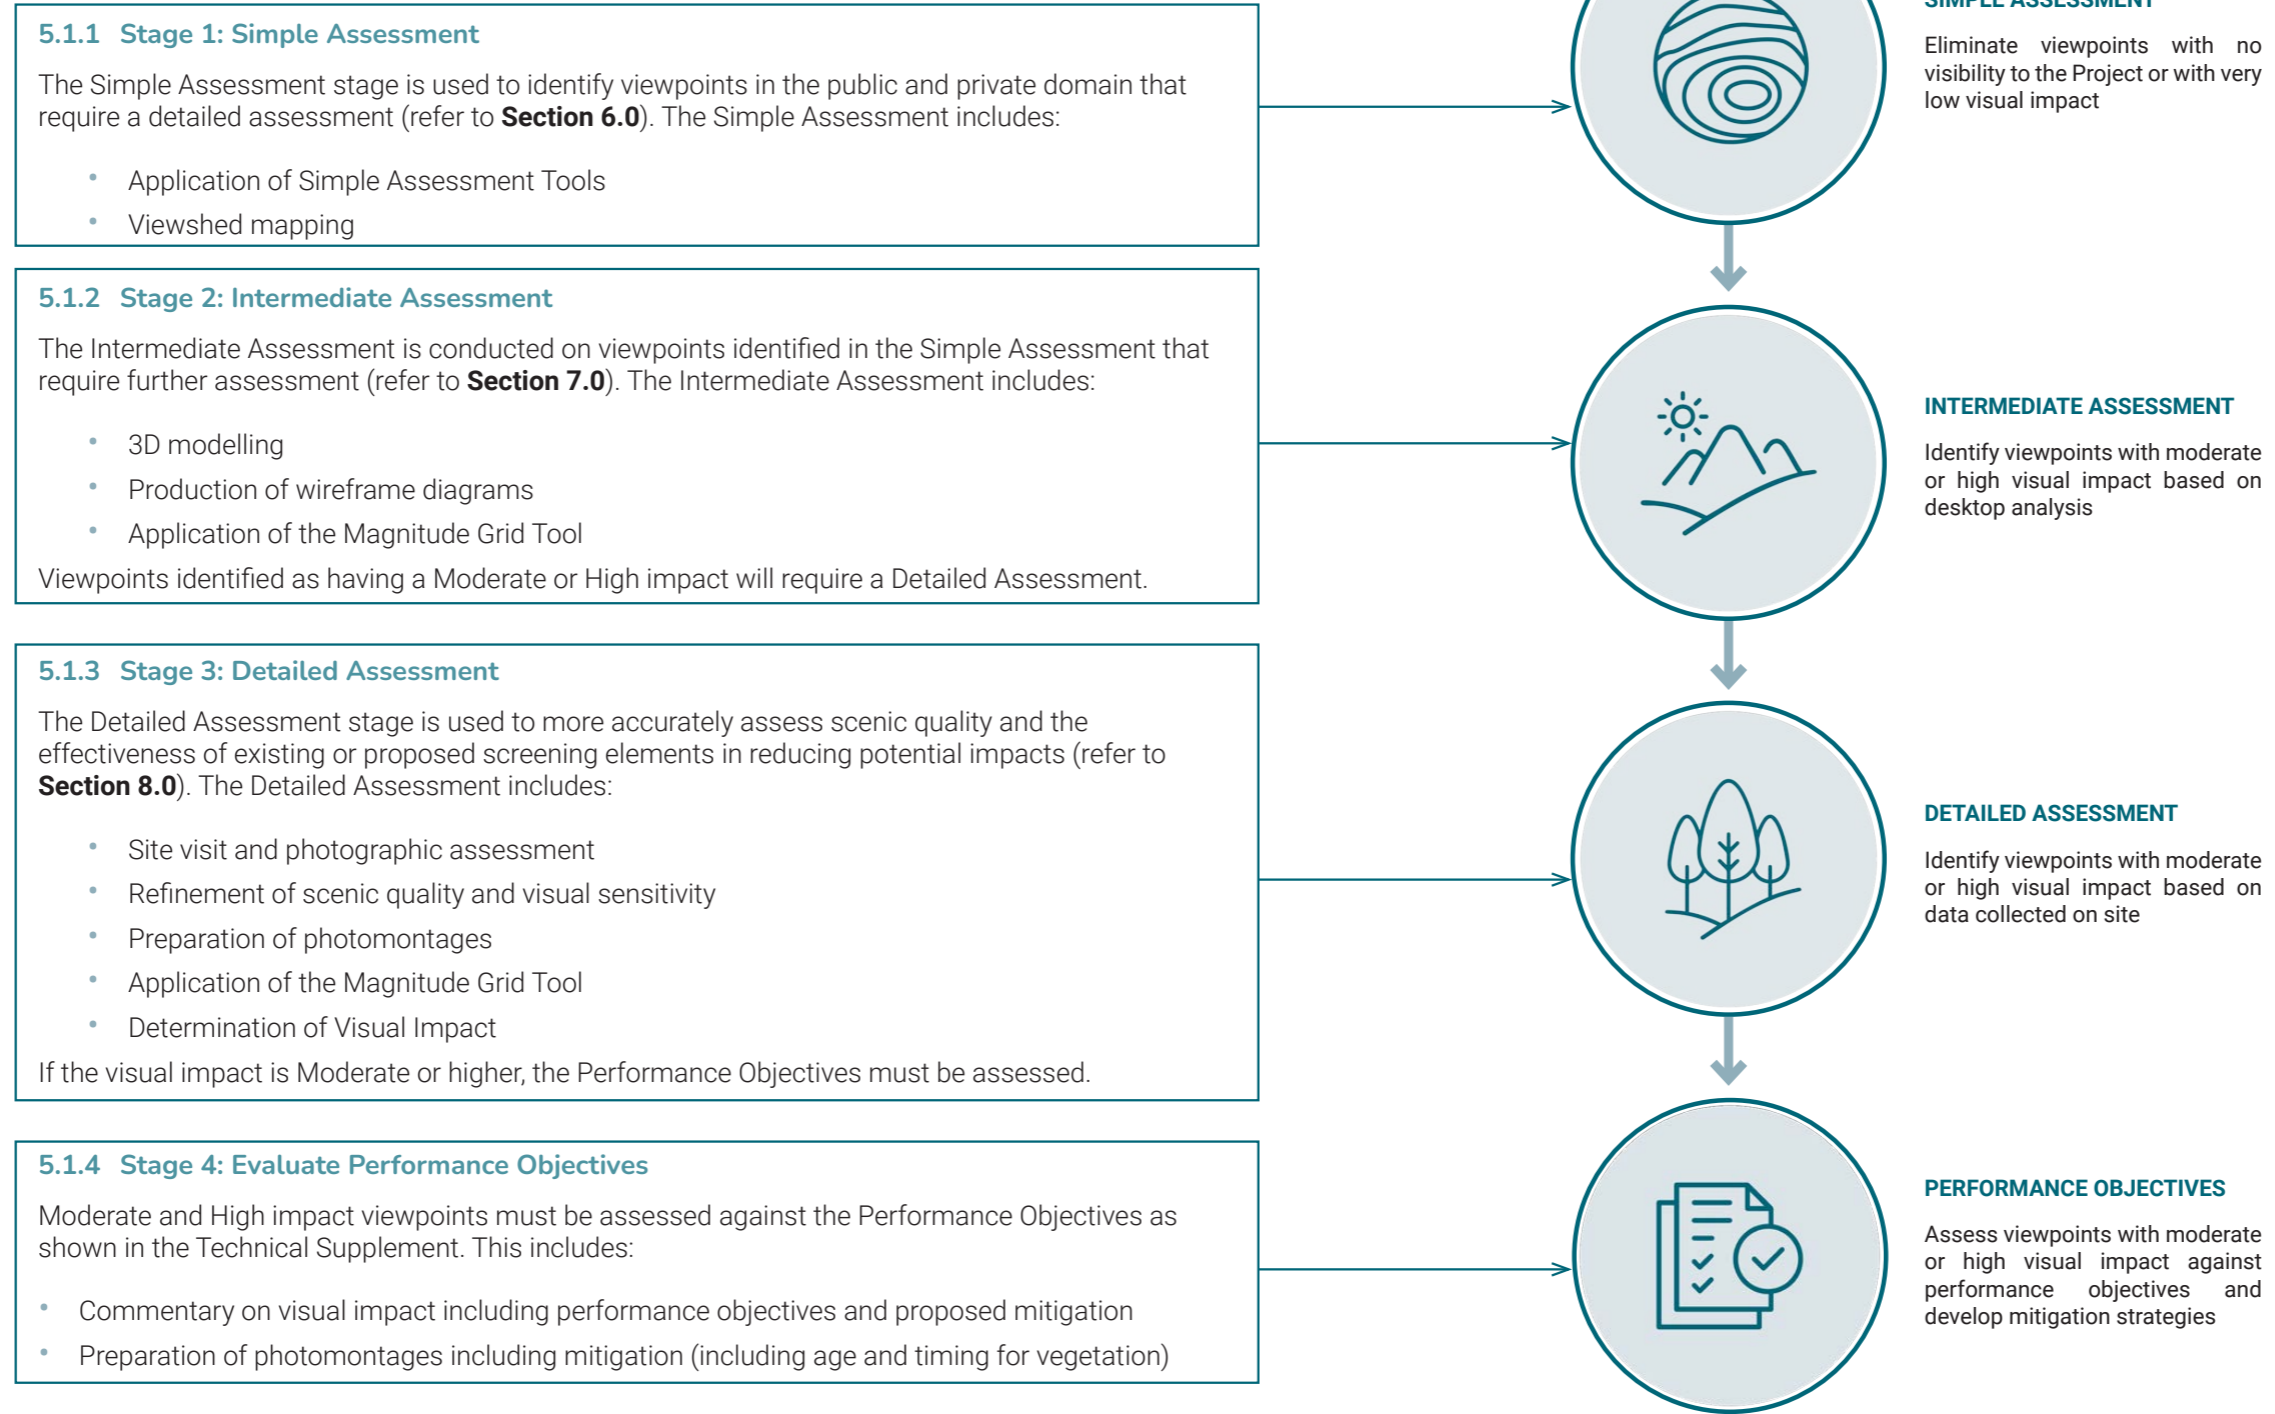 5.1.1 Stage 1: Simple Assessment
The Simple Assessment stage is used to identify viewpoints in the public and private domain that
require a detailed assessment (refer to Section 6.0). The Simple Assessment includes:
• Application of Simple Assessment Tools
• Viewshed mapping
SIMPLE ASSESSMENT
Eliminate viewpoints with no
visibility to the Project or with very
low visual impact
5.1.2 Stage 2: Intermediate Assessment
The Intermediate Assessment is conducted on viewpoints identified in the Simple Assessment that
require further assessment (refer to Section 7.0). The Intermediate Assessment includes:
• 3D modelling
• Production of wireframe diagrams
• Application of the Magnitude Grid Tool
Viewpoints identified as having a Moderate or High impact will require a Detailed Assessment.
INTERMEDIATE ASSESSMENT
Identify viewpoints with moderate
or high visual impact based on
desktop analysis
5.1.3 Stage 3: Detailed Assessment
The Detailed Assessment stage is used to more accurately assess scenic quality and the
effectiveness of existing or proposed screening elements in reducing potential impacts (refer to
Section 8.0). The Detailed Assessment includes:
• Site visit and photographic assessment
• Refinement of scenic quality and visual sensitivity
• Preparation of photomontages
• Application of the Magnitude Grid Tool
• Determination of Visual Impact
If the visual impact is Moderate or higher, the Performance Objectives must be assessed.
DETAILED ASSESSMENT
Identify viewpoints with moderate
or high visual impact based on
data collected on site
5.1.4 Stage 4: Evaluate Performance Objectives
Moderate and High impact viewpoints must be assessed against the Performance Objectives as
shown in the Technical Supplement. This includes:
• Commentary on visual impact including performance objectives and proposed mitigation
• Preparation of photomontages including mitigation (including age and timing for vegetation)
PERFORMANCE OBJECTIVES
Assess viewpoints with moderate
or high visual impact against
performance objectives and
develop mitigation strategies